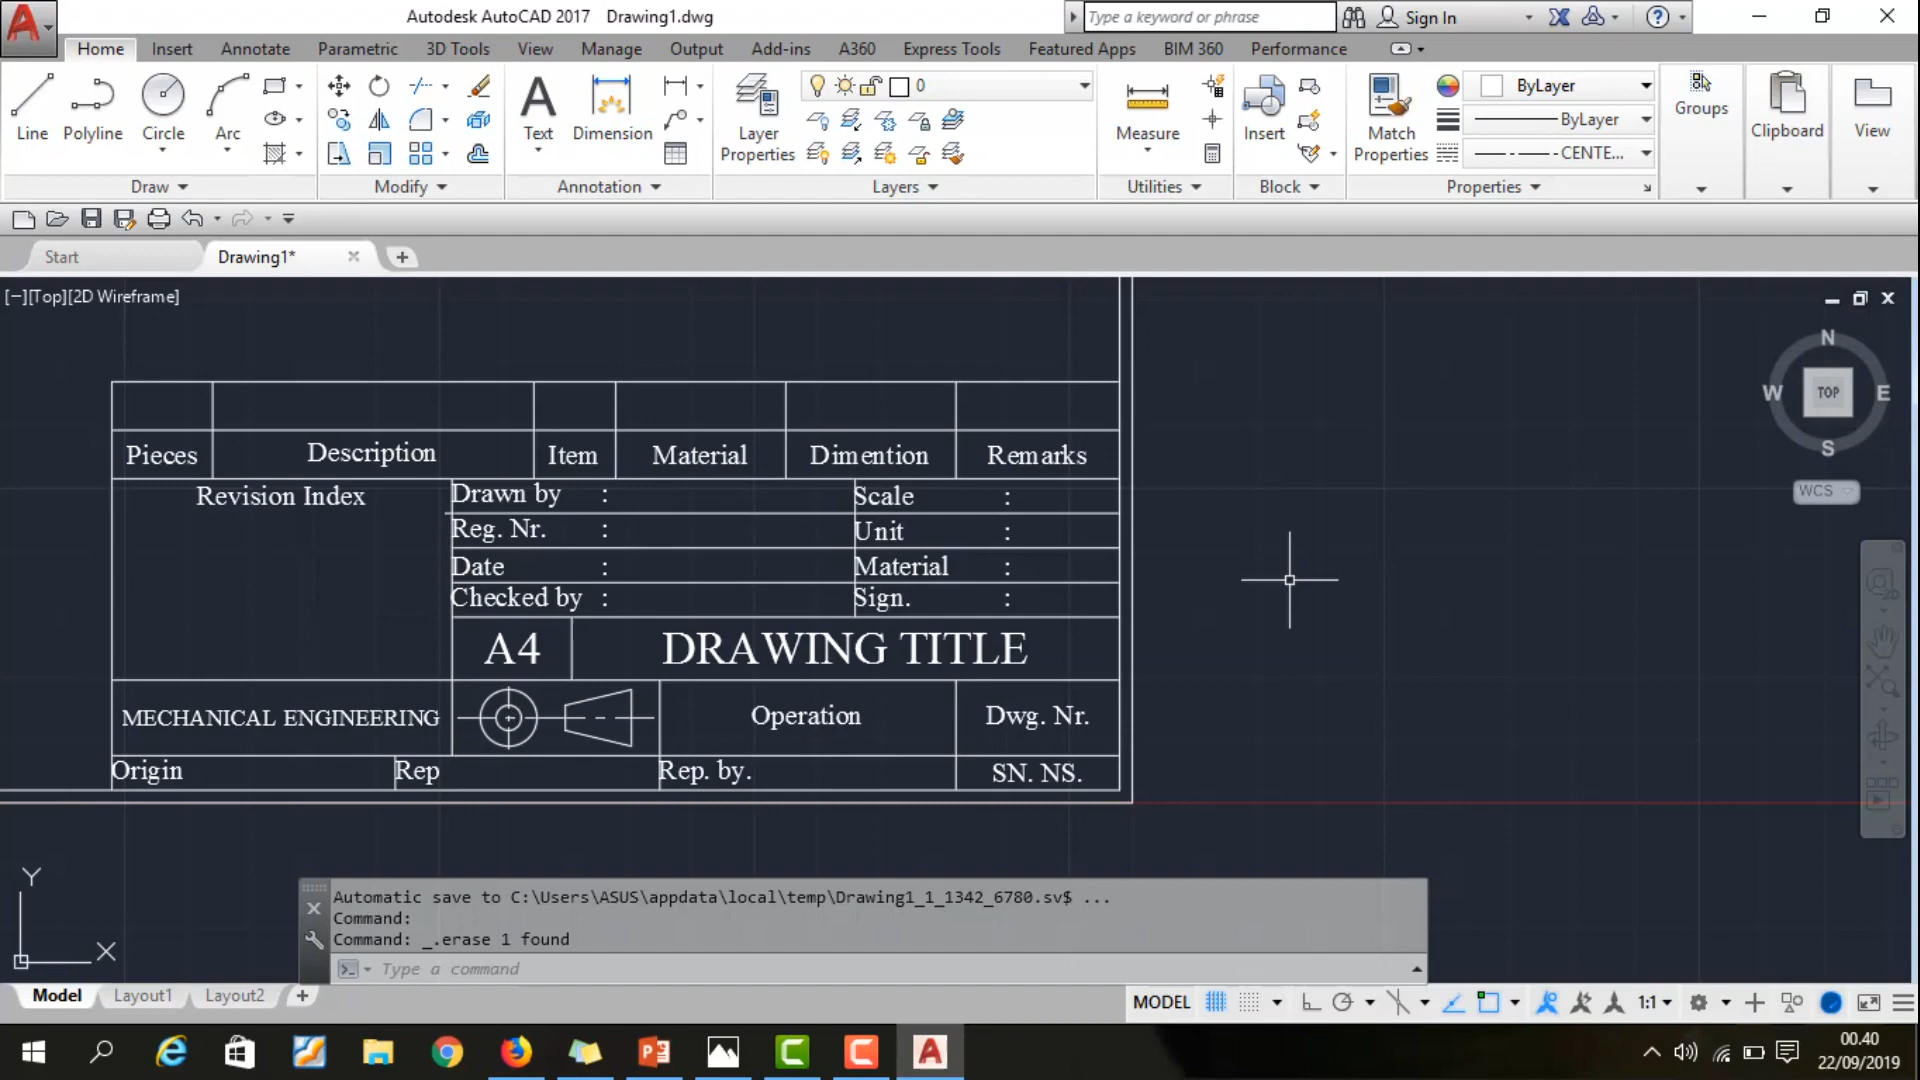 Autodesk AutoCAD 2017 Drawing1.dwg
Type a keyword or phrase
Sign In
Home Insert Annotate Parametric 3D Tools View Manage Output Add-ins A360 Express Tools Featured Apps BIM 360 Performance
Line Polyline Circle Arc
Text Dimension
Layer Properties
0
Measure
Insert
Match Properties
ByLayer
ByLayer
CENTE...
Groups
Clipboard
View
Draw Modify Annotation Layers Utilities Block Properties
Start Drawing1*
[−][Top][2D Wireframe]
N
W TOP E
S
WCS
Pieces Description Item Material Dimention Remarks
Revision Index Drawn by : Scale :
Reg. Nr. : Unit :
Date : Material :
Checked by : Sign. :
A4 DRAWING TITLE
MECHANICAL ENGINEERING Operation Dwg. Nr.
Origin Rep Rep. by. SN. NS.
Y
X
Automatic save to C:\Users\ASUS\appdata\local\temp\Drawing1_1_1342_6780.sv$ ...
Command:
Command: _.erase 1 found
Type a command
Model Layout1 Layout2
MODEL 1:1
00.40
22/09/2019